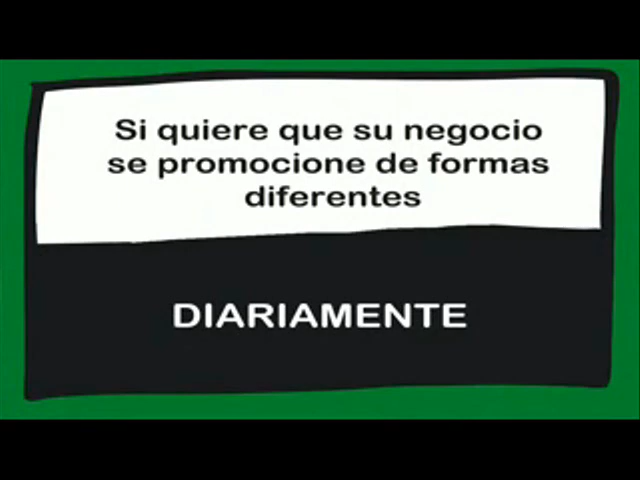 Si quiere que su negocio
se promocione de formas
diferentes
DIARIAMENTE